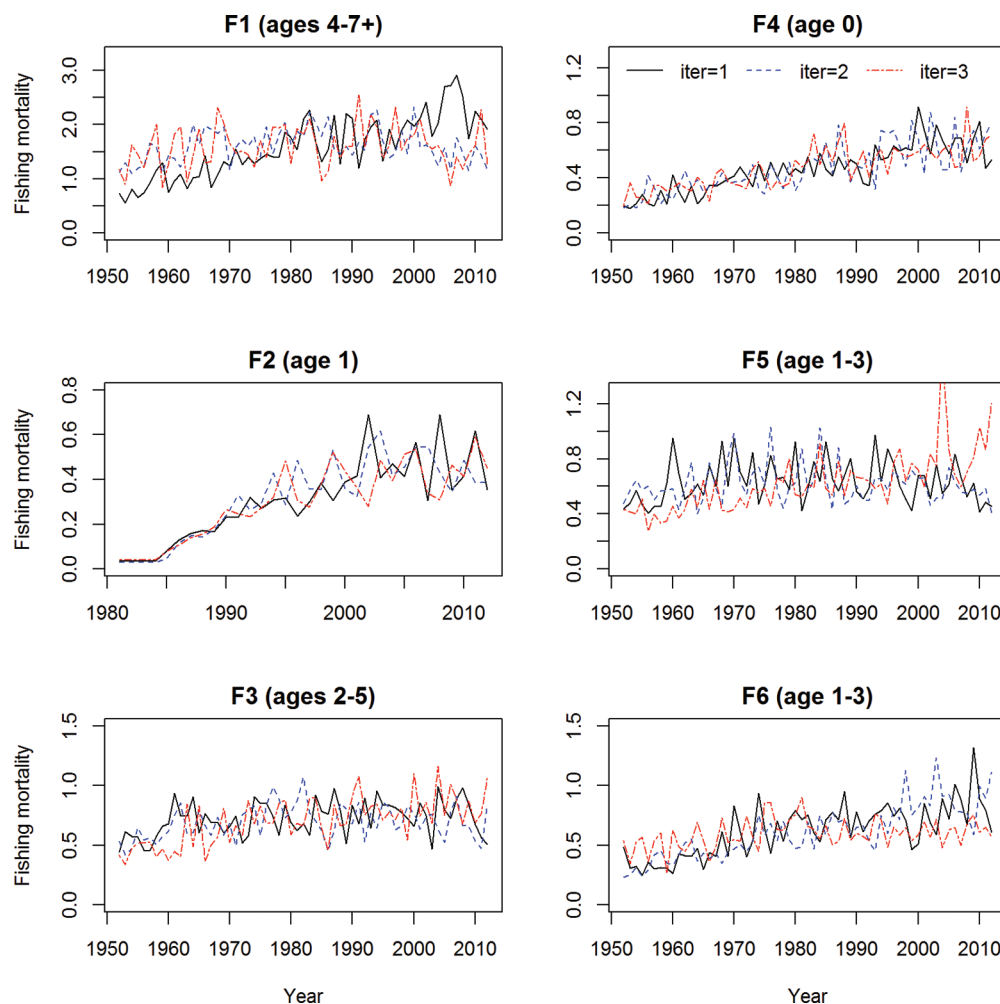 F1 (ages 4-7+)
Fishing mortality
0.0 1.0 2.0 3.0
1950 1960 1970 1980 1990 2000 2010
F4 (age 0)
iter=1 iter=2 iter=3
0.0 0.4 0.8 1.2
1950 1960 1970 1980 1990 2000 2010
F2 (age 1)
Fishing mortality
0.0 0.2 0.4 0.6 0.8
1980 1990 2000 2010
F5 (age 1-3)
0.0 0.4 0.8 1.2
1950 1960 1970 1980 1990 2000 2010
F3 (ages 2-5)
Fishing mortality
0.0 0.5 1.0 1.5
1950 1960 1970 1980 1990 2000 2010
Year
F6 (age 1-3)
0.0 0.5 1.0 1.5
1950 1960 1970 1980 1990 2000 2010
Year